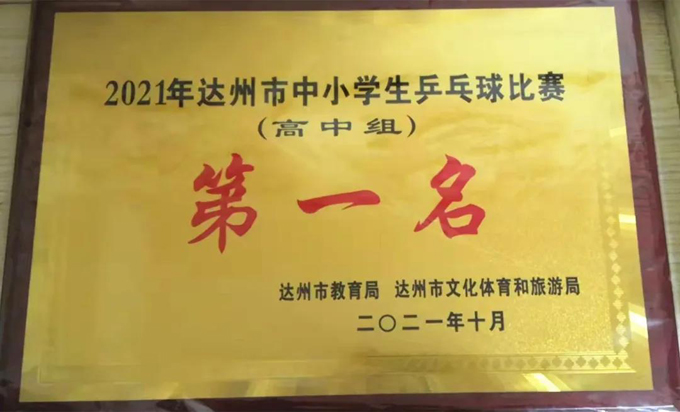 2021年达州市中小学生乒乓球比赛
（高中组）
第一名
达州市教育局 达州市文化体育和旅游局
二〇二一年十月